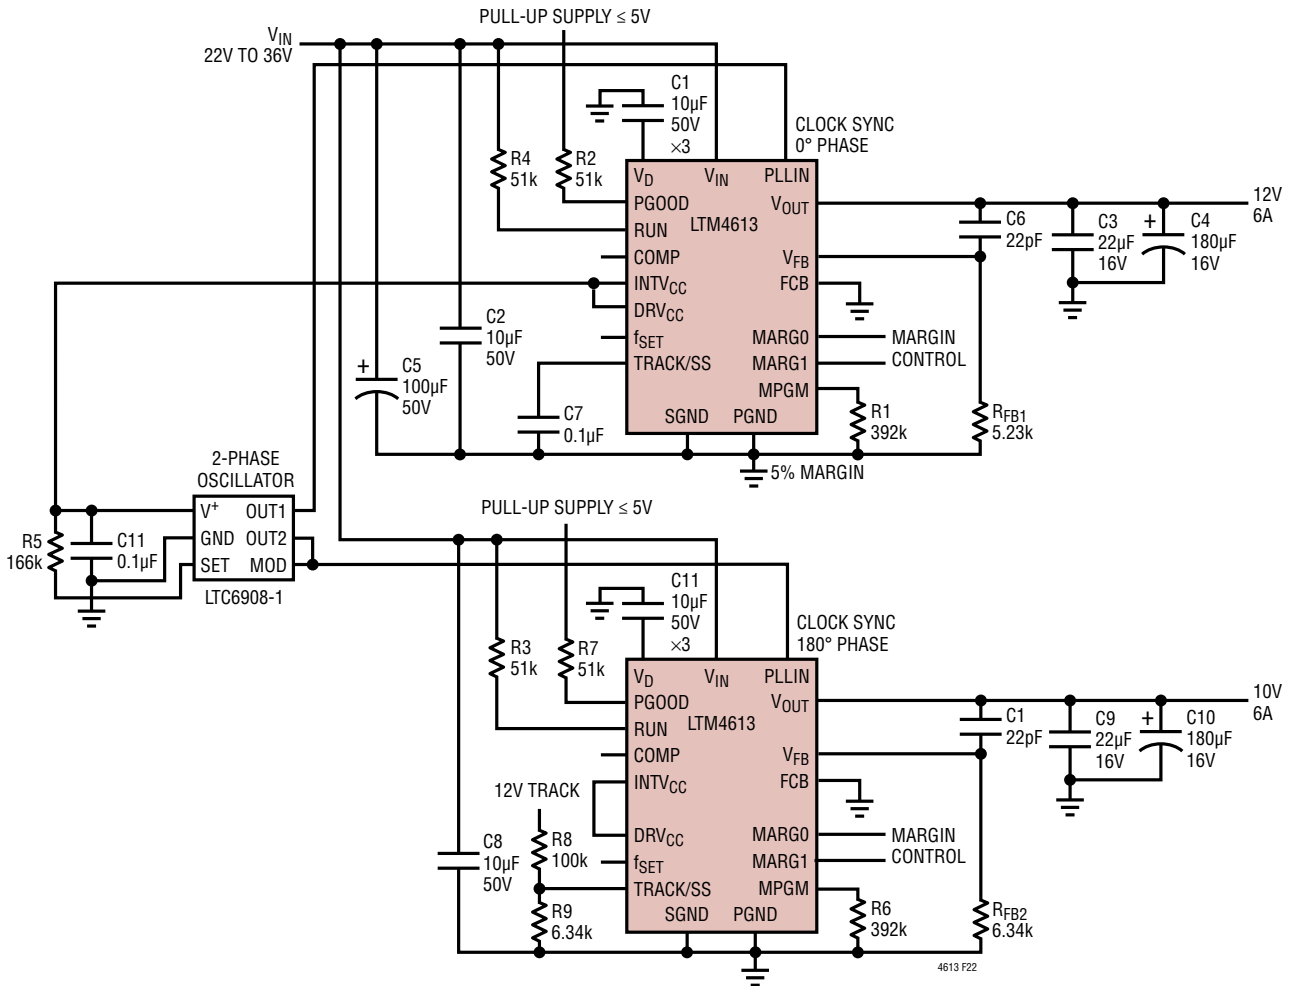 PULL-UP SUPPLY ≤ 5V
VIN
22V TO 36V
C1
10µF
50V
×3
CLOCK SYNC
0° PHASE
R4
51k
R2
51k
VD
VIN
PLLIN
PGOOD
LTM4613
VOUT
RUN
COMP
VFB
INTVCC
FCB
DRVCC
fSET
MARG0
TRACK/SS
MARG1
MPGM
SGND
PGND
12V
6A
C6
22pF
C3
22µF
16V
+
C4
180µF
16V
MARGIN
CONTROL
C2
10µF
50V
+
C5
100µF
50V
C7
0.1µF
R1
392k
RFB1
5.23k
5% MARGIN
2-PHASE
OSCILLATOR
V+
OUT1
GND
OUT2
SET
MOD
LTC6908-1
R5
166k
C11
0.1µF
PULL-UP SUPPLY ≤ 5V
C11
10µF
50V
×3
CLOCK SYNC
180° PHASE
R3
51k
R7
51k
VD
VIN
PLLIN
PGOOD
LTM4613
VOUT
RUN
COMP
VFB
INTVCC
FCB
DRVCC
fSET
MARG0
TRACK/SS
MARG1
MPGM
SGND
PGND
10V
6A
C1
22pF
C9
22µF
16V
+
C10
180µF
16V
MARGIN
CONTROL
12V TRACK
R8
100k
C8
10µF
50V
R9
6.34k
R6
392k
RFB2
6.34k
4613 F22